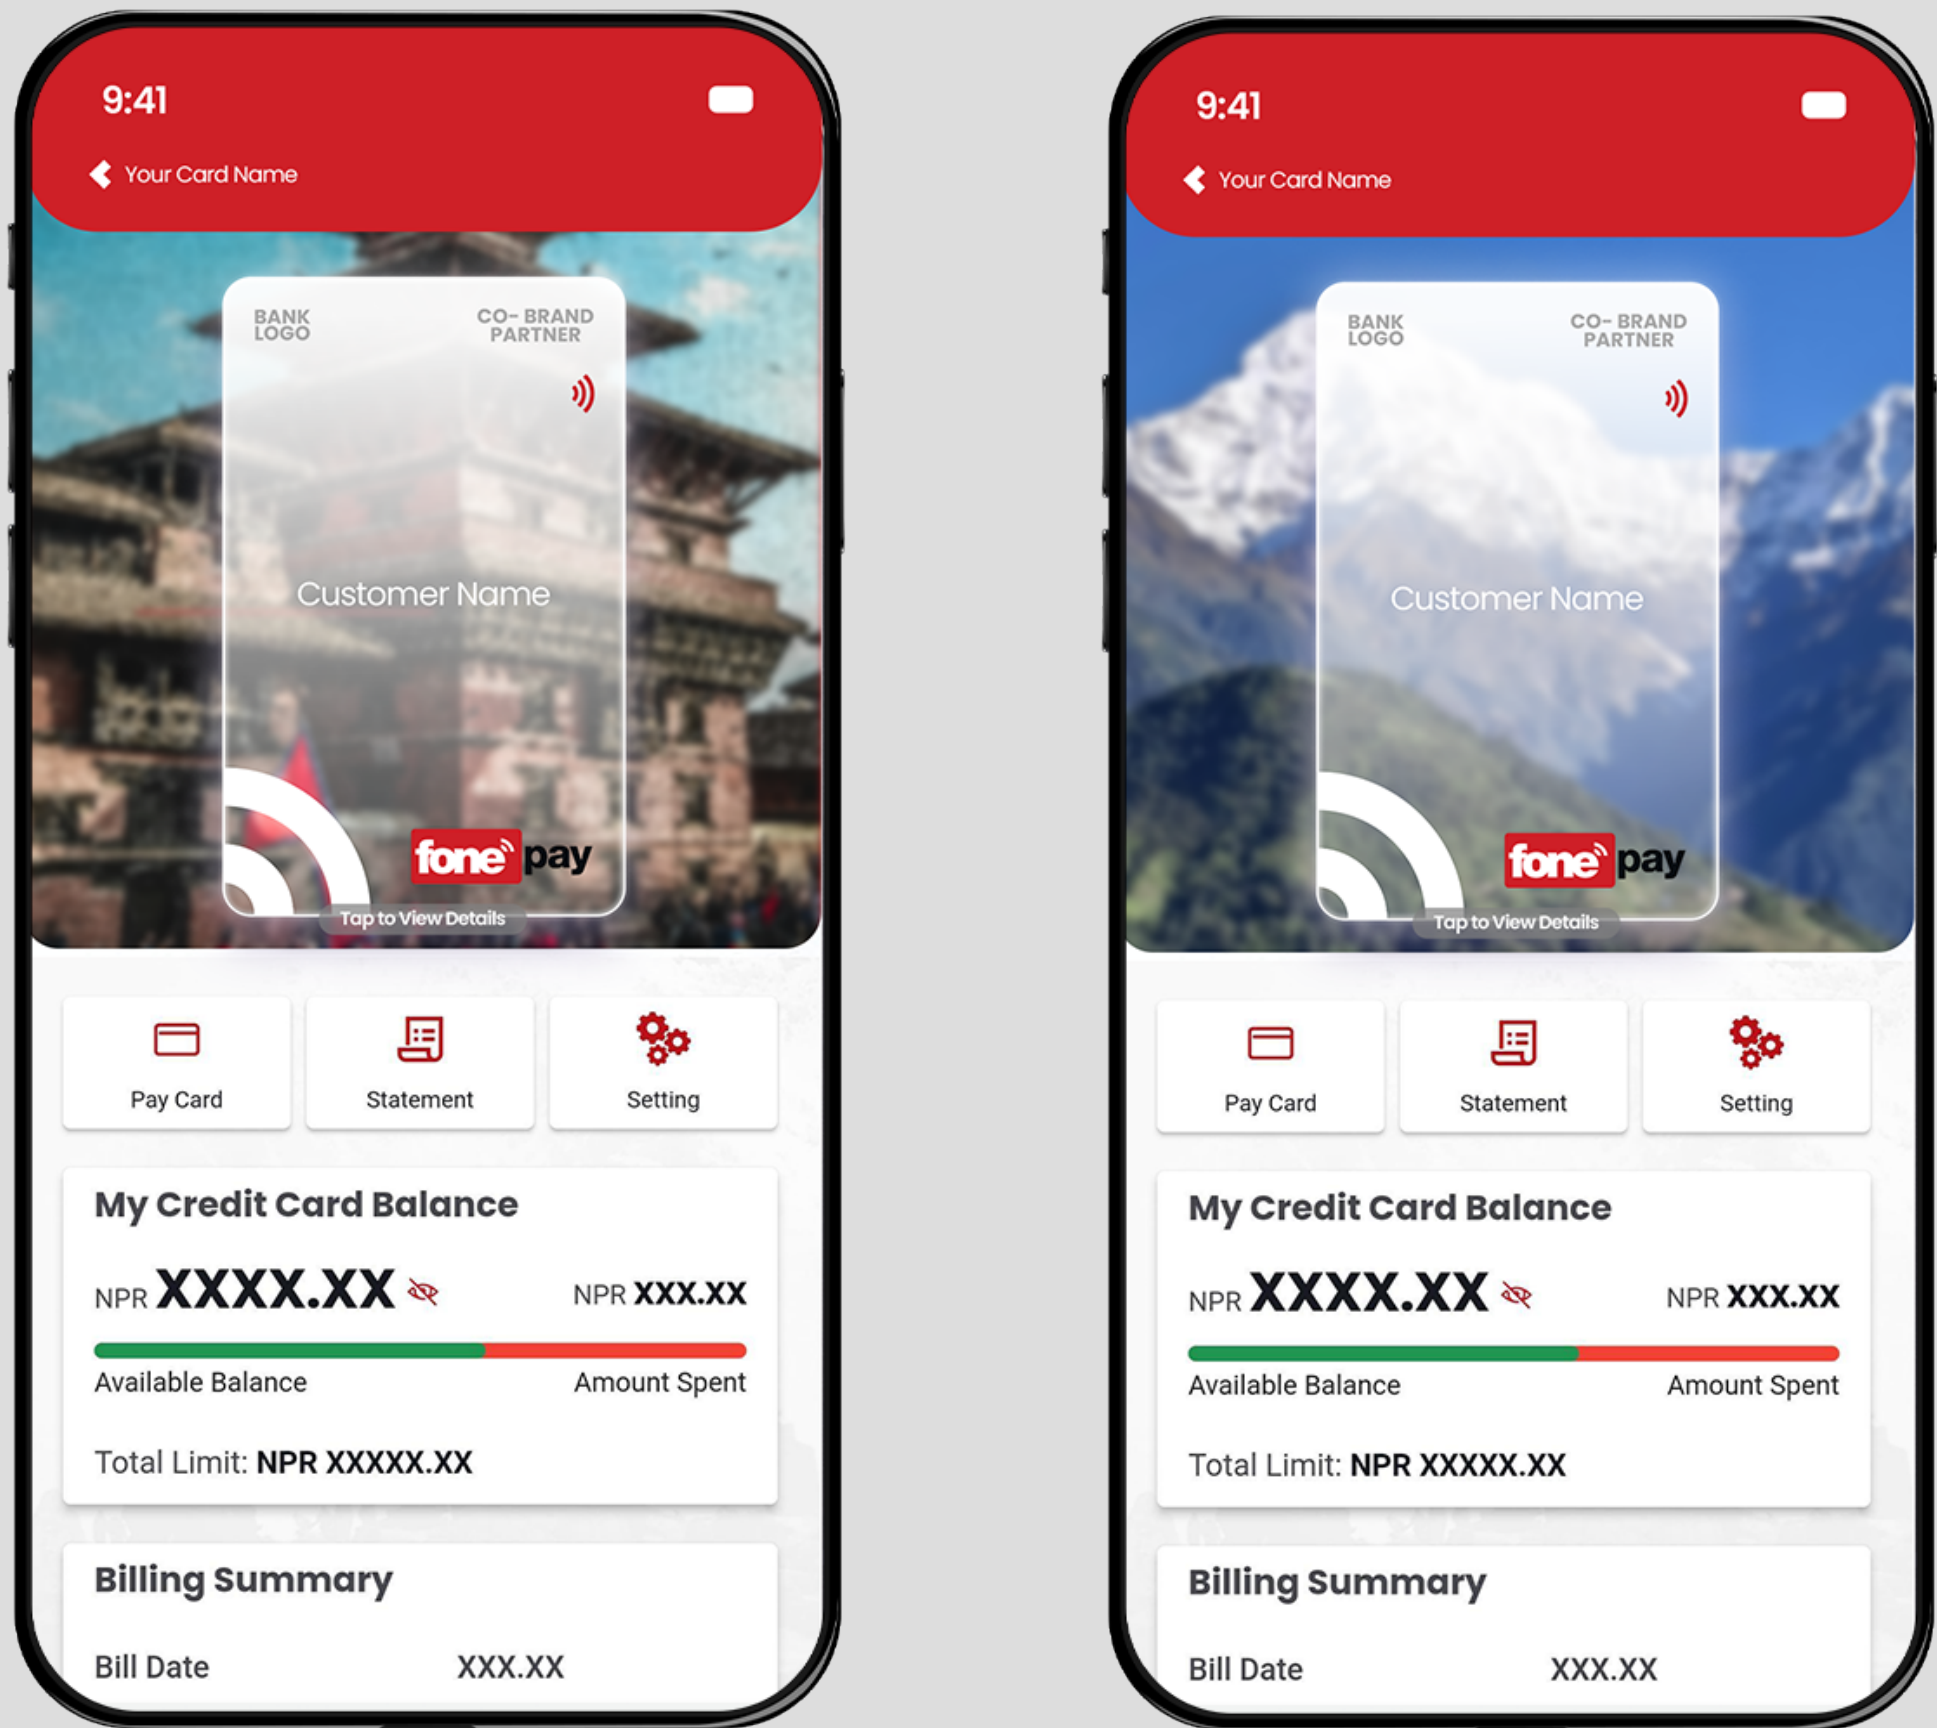 9:41
Your Card Name
BANK
LOGO
CO- BRAND
PARTNER
Customer Name
fone pay
Tap to View Details
Pay Card
Statement
Setting
My Credit Card Balance
NPR XXXX.XX
NPR XXX.XX
Available Balance
Amount Spent
Total Limit: NPR XXXXX.XX
Billing Summary
Bill Date XXX.XX
9:41
Your Card Name
BANK
LOGO
CO- BRAND
PARTNER
Customer Name
fone pay
Tap to View Details
Pay Card
Statement
Setting
My Credit Card Balance
NPR XXXX.XX
NPR XXX.XX
Available Balance
Amount Spent
Total Limit: NPR XXXXX.XX
Billing Summary
Bill Date XXX.XX